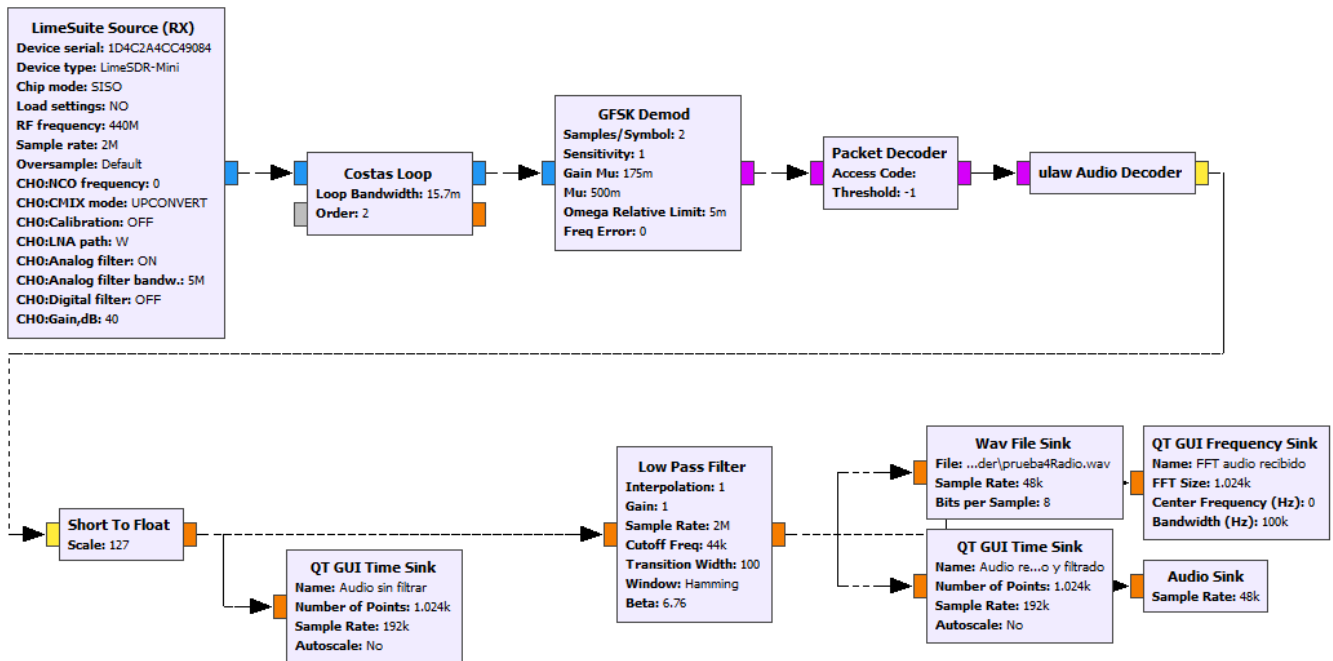 LimeSuite Source (RX)
Device serial: 1D4C2A4CC49084
Device type: LimeSDR-Mini
Chip mode: SISO
Load settings: NO
RF frequency: 440M
Sample rate: 2M
Oversample: Default
CH0:NCO frequency: 0
CH0:CMIX mode: UPCONVERT
CH0:Calibration: OFF
CH0:LNA path: W
CH0:Analog filter: ON
CH0:Analog filter bandw.: 5M
CH0:Digital filter: OFF
CH0:Gain,dB: 40
Costas Loop
Loop Bandwidth: 15.7m
Order: 2
GFSK Demod
Samples/Symbol: 2
Sensitivity: 1
Gain Mu: 175m
Mu: 500m
Omega Relative Limit: 5m
Freq Error: 0
Packet Decoder
Access Code:
Threshold: -1
ulaw Audio Decoder
Short To Float
Scale: 127
QT GUI Time Sink
Name: Audio sin filtrar
Number of Points: 1.024k
Sample Rate: 192k
Autoscale: No
Low Pass Filter
Interpolation: 1
Gain: 1
Sample Rate: 2M
Cutoff Freq: 44k
Transition Width: 100
Window: Hamming
Beta: 6.76
Wav File Sink
File: ...der\prueba4Radio.wav
Sample Rate: 48k
Bits per Sample: 8
QT GUI Frequency Sink
Name: FFT audio recibido
FFT Size: 1.024k
Center Frequency (Hz): 0
Bandwidth (Hz): 100k
QT GUI Time Sink
Name: Audio re...o y filtrado
Number of Points: 1.024k
Sample Rate: 192k
Autoscale: No
Audio Sink
Sample Rate: 48k